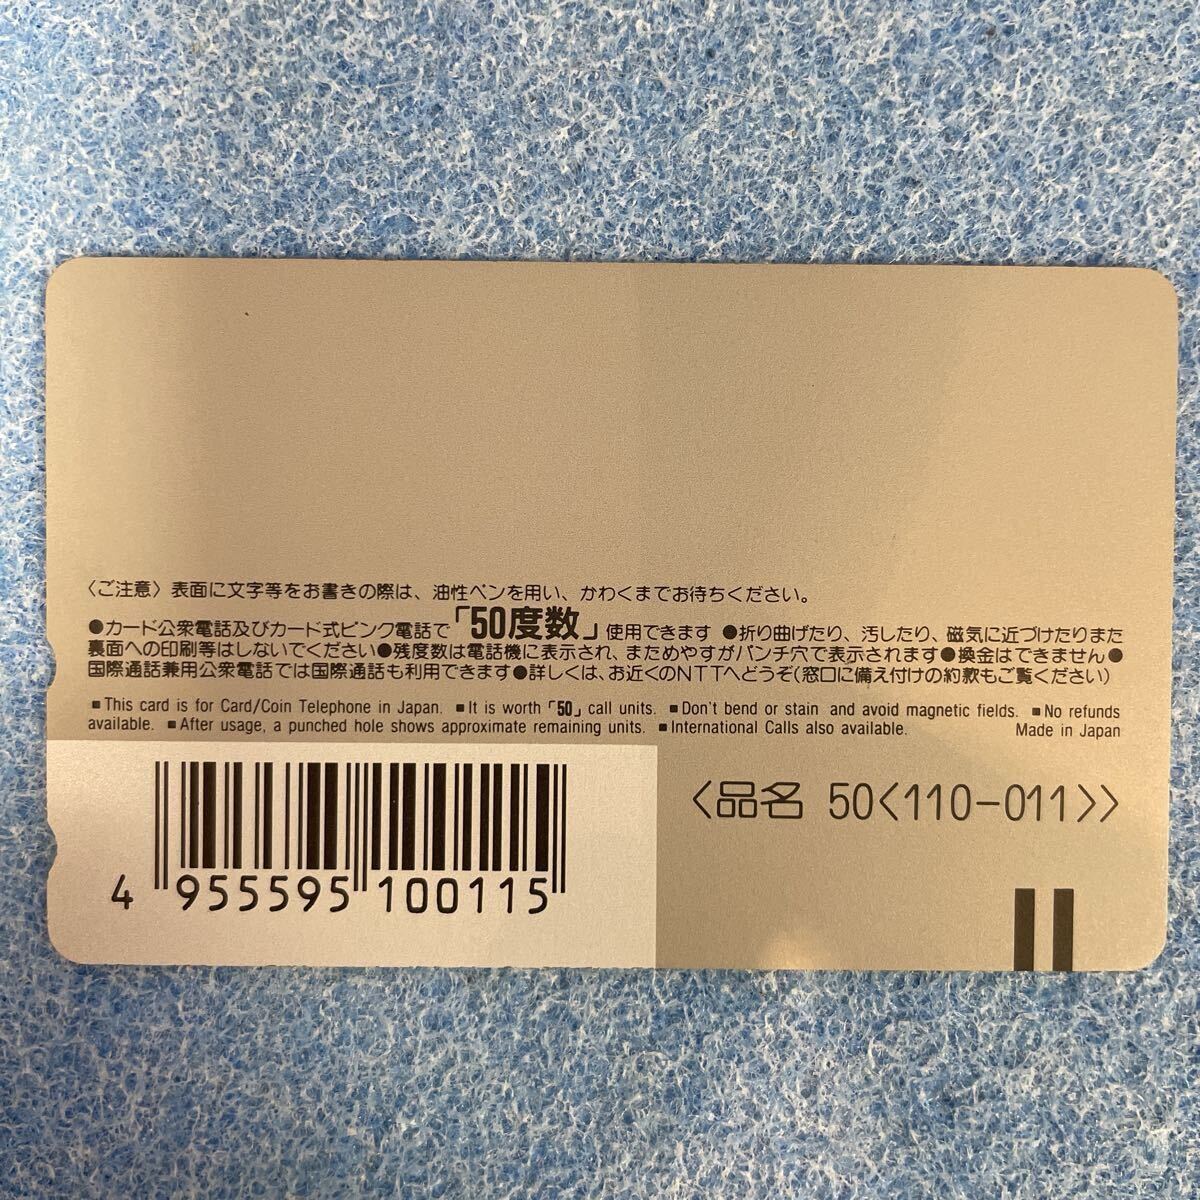 〈ご注意〉表面に文字等をお書きの際は、油性ペンを用い、かわくまでお待ちください。
●カード公衆電話及びカード式ピンク電話で「50度数」使用できます ●折り曲げたり、汚したり、磁気に近づけたりまた
裏面への印刷等はしないでください●残度数は電話機に表示され、まためやすがパンチ穴で表示されます●換金はできません●
国際通話兼用公衆電話では国際通話も利用できます●詳しくは、お近くのNTTへどうぞ(窓口に備え付けの約款もご覧ください)
■This card is for Card/Coin Telephone in Japan. ■It is worth「50」call units. ■Don't bend or stain and avoid magnetic fields. ■No refunds
available. ■After usage, a punched hole shows approximate remaining units. ■International Calls also available. Made in Japan
〈品名 50〈110-011〉〉
4 955595 100115